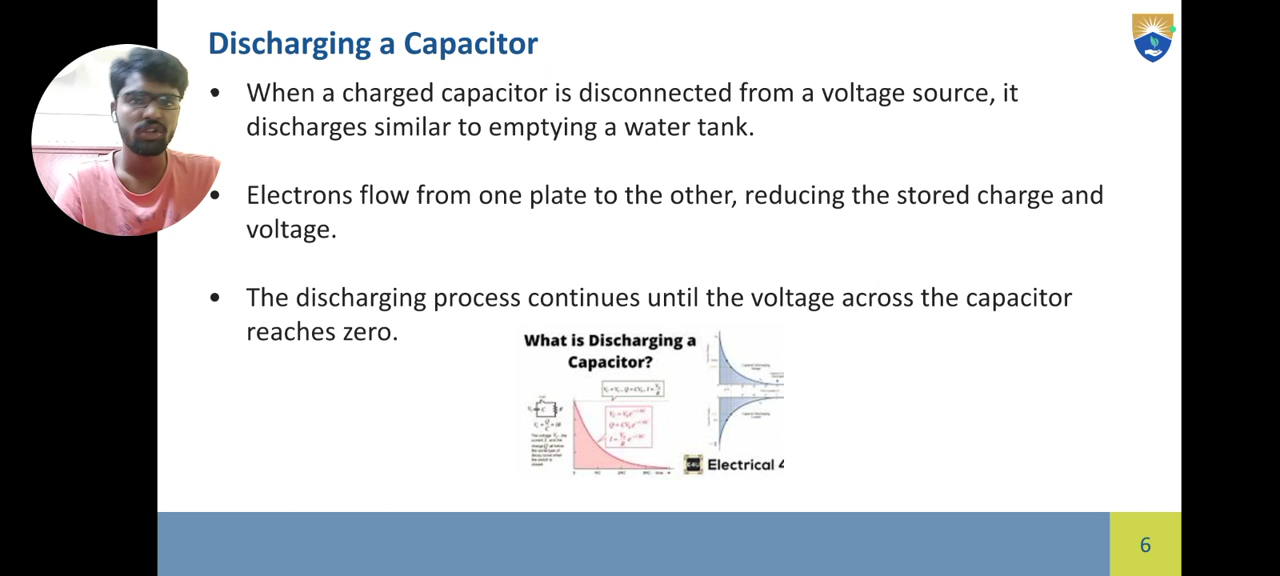 Discharging a Capacitor
• When a charged capacitor is disconnected from a voltage source, it
discharges similar to emptying a water tank.
• Electrons flow from one plate to the other, reducing the stored charge and
voltage.
• The discharging process continues until the voltage across the capacitor
reaches zero.
What is Discharging a
Capacitor?
Electrical 4
6